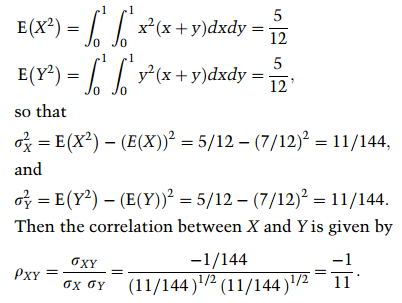 E(X²) = ∫₀¹ ∫₀¹ x²(x + y)dxdy = 5/12
E(Y²) = ∫₀¹ ∫₀¹ y²(x + y)dxdy = 5/12,
so that
σ²_X = E(X²) – (E(X))² = 5/12 – (7/12)² = 11/144,
and
σ²_Y = E(Y²) – (E(Y))² = 5/12 – (7/12)² = 11/144.
Then the correlation between X and Y is given by
ρ_XY = σ_XY / σ_X σ_Y = –1/144 / (11/144)^1/2 (11/144)^1/2 = –1/11.